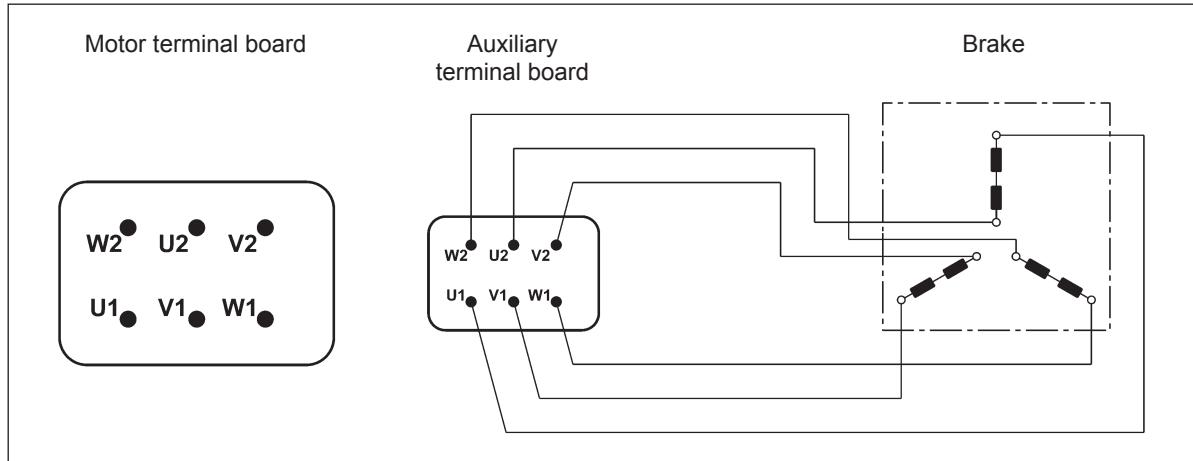 Motor terminal board
Auxiliary
terminal board
Brake
W2 U2 V2
U1 V1 W1
W2 U2 V2
U1 V1 W1